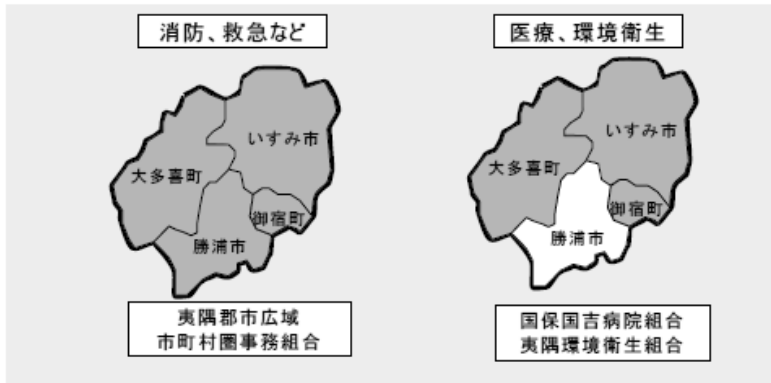 消防、救急など
いすみ市
大多喜町
御宿町
勝浦市
夷隅郡市広域
市町村圏事務組合
医療、環境衛生
いすみ市
大多喜町
御宿町
勝浦市
国保国吉病院組合
夷隅環境衛生組合